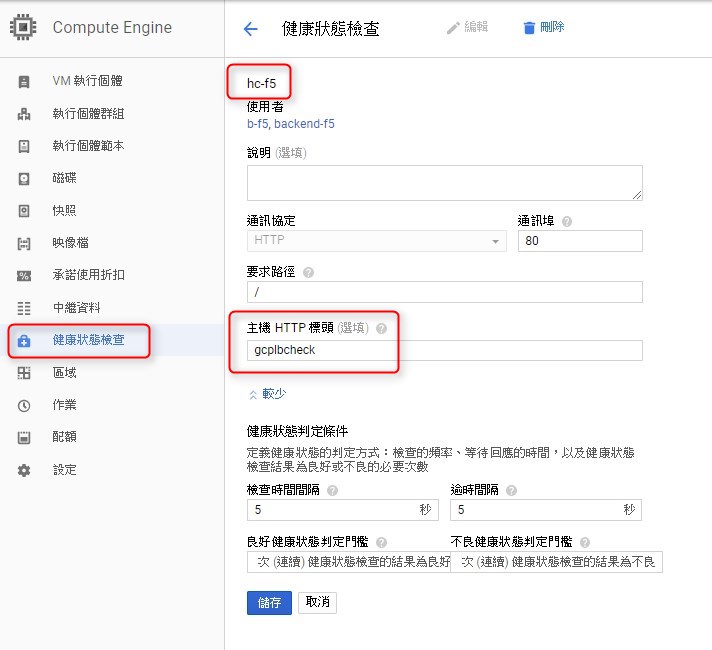 Compute Engine
VM 執行個體
執行個體群組
執行個體範本
磁碟
快照
映像檔
承諾使用折扣
中繼資料
健康狀態檢查
區域
作業
配額
設定
健康狀態檢查
編輯
刪除
hc-f5
使用者
b-f5, backend-f5
說明 (選填)
通訊協定
通訊埠
HTTP
80
要求路徑
/
主機 HTTP 標頭 (選填)
gcplbcheck
較少
健康狀態判定條件
定義健康狀態的判定方式：檢查的頻率、等待回應的時間，以及健康狀態
檢查結果為良好或不良的必要次數
檢查時間間隔
逾時間隔
5 秒
5 秒
良好健康狀態判定門檻
不良健康狀態判定門檻
次 (連續) 健康狀態檢查的結果為良好
次 (連續) 健康狀態檢查的結果為不良
儲存
取消